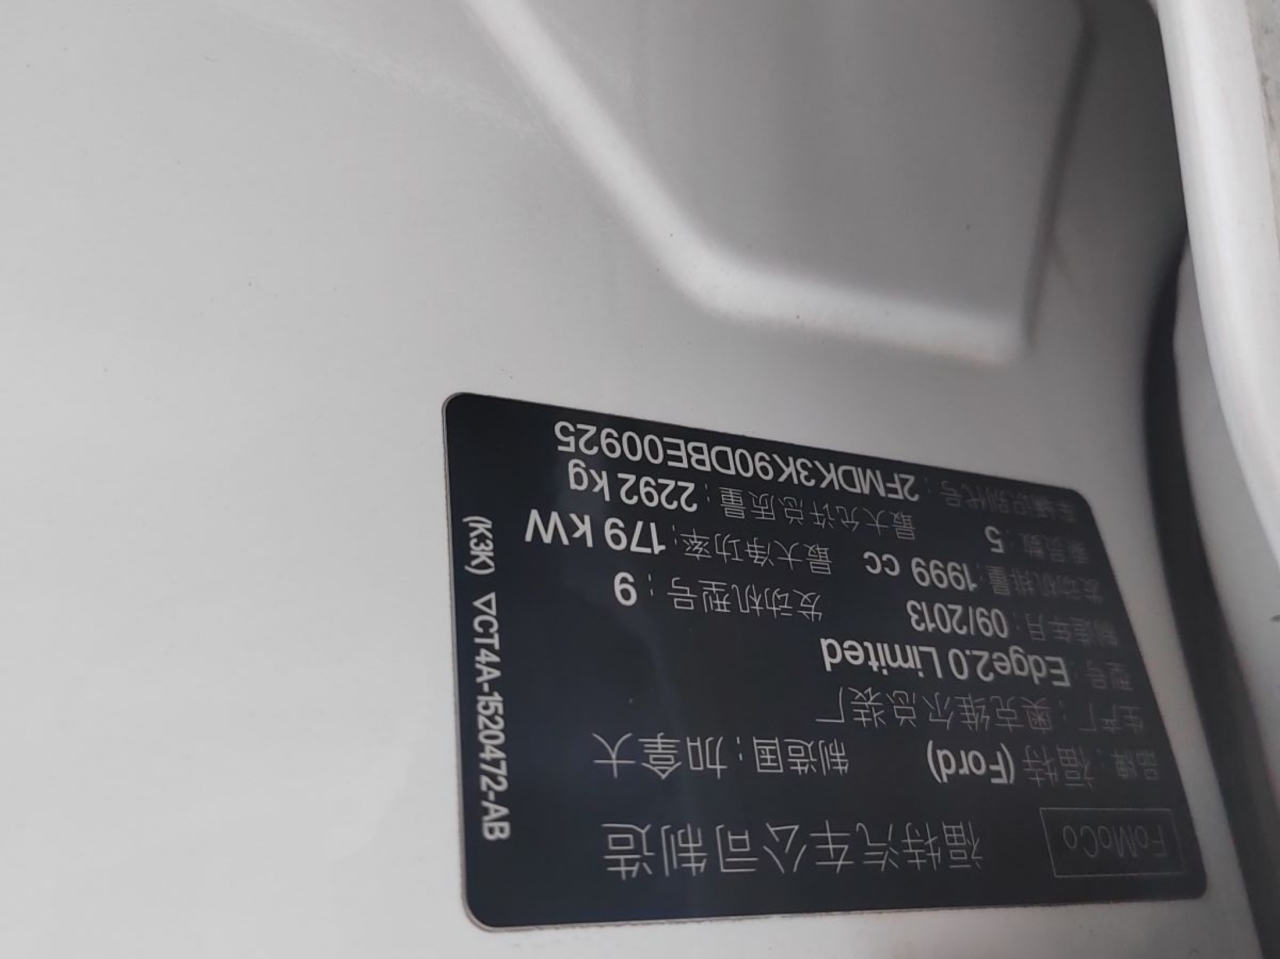 FoMoCo 福特汽车公司制造
品牌：福特 (Ford) 制造国：加拿大
生产厂：奥克维尔总装厂
型号：Edge2.0 Limited
制造年月：09/2013 发动机型号：9
发动机排量：1999 cc 最大净功率：179 kW
乘员数：5 最大允许总质量：2292 kg
车辆识别代号：2FMDK3K90DBE00925
(K3K) ▽CT4A-1520472-AB